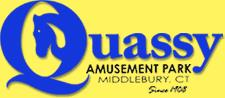 Quassy
AMUSEMENT PARK
MIDDLEBURY, CT
Since 1908